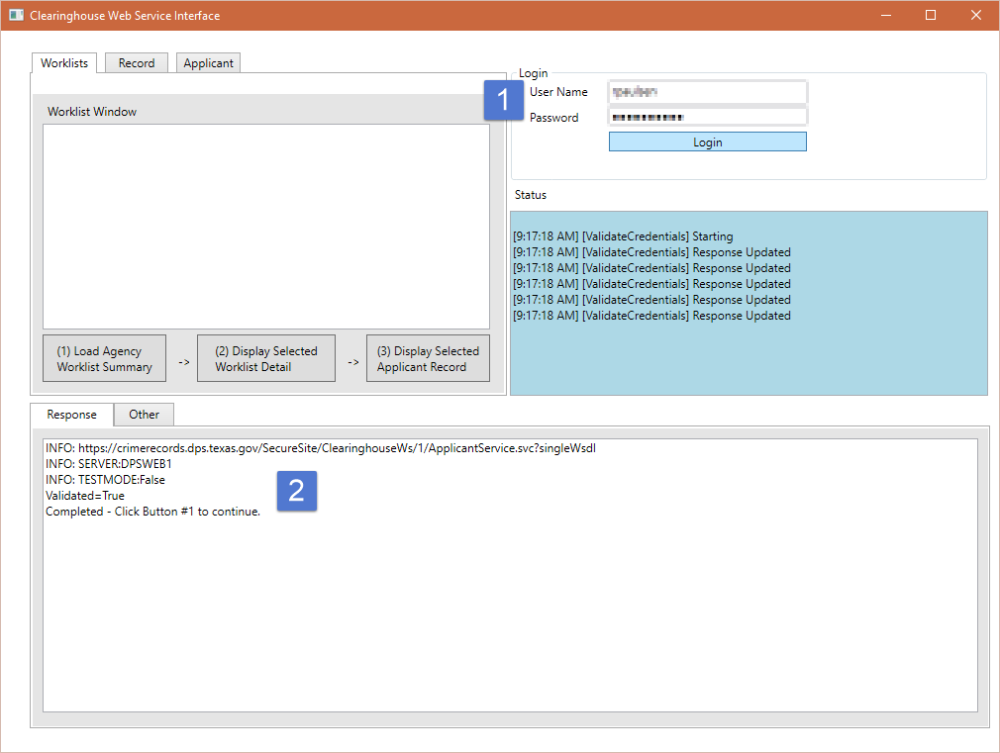 Clearinghouse Web Service Interface
Worklists Record Applicant
Worklist Window
(1) Load Agency
Worklist Summary
->
(2) Display Selected
Worklist Detail
->
(3) Display Selected
Applicant Record
Login
1
User Name
Password
Login
Status
[9:17:18 AM] [ValidateCredentials] Starting
[9:17:18 AM] [ValidateCredentials] Response Updated
[9:17:18 AM] [ValidateCredentials] Response Updated
[9:17:18 AM] [ValidateCredentials] Response Updated
[9:17:18 AM] [ValidateCredentials] Response Updated
[9:17:18 AM] [ValidateCredentials] Response Updated
Response Other
INFO: https://crimerecords.dps.texas.gov/SecureSite/ClearinghouseWs/1/ApplicantService.svc?singleWsdl
INFO: SERVER:DPSWEB1
INFO: TESTMODE:False
Validated=True
Completed - Click Button #1 to continue.
2